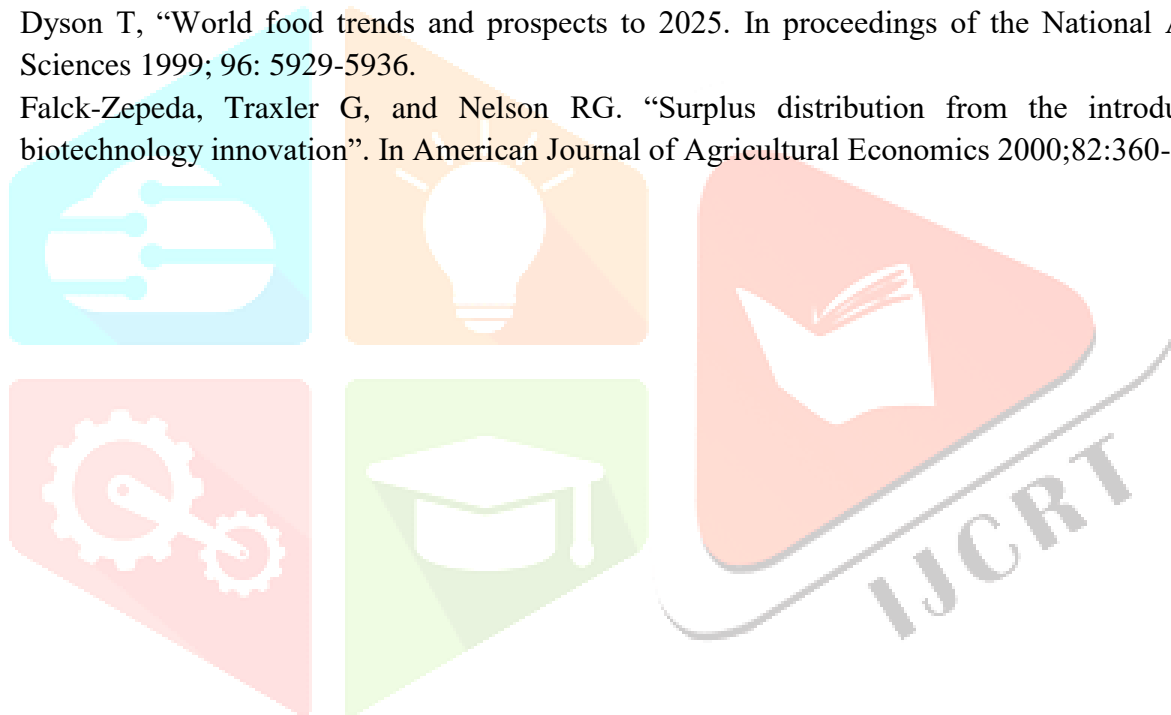 Dyson T, “World food trends and prospects to 2025. In proceedings of the National
Sciences 1999; 96: 5929-5936.
Falck-Zepeda, Traxler G, and Nelson RG. “Surplus distribution from the
biotechnology innovation”. In American Journal of Agricultural Economics 2000;82:360-
IJCRT